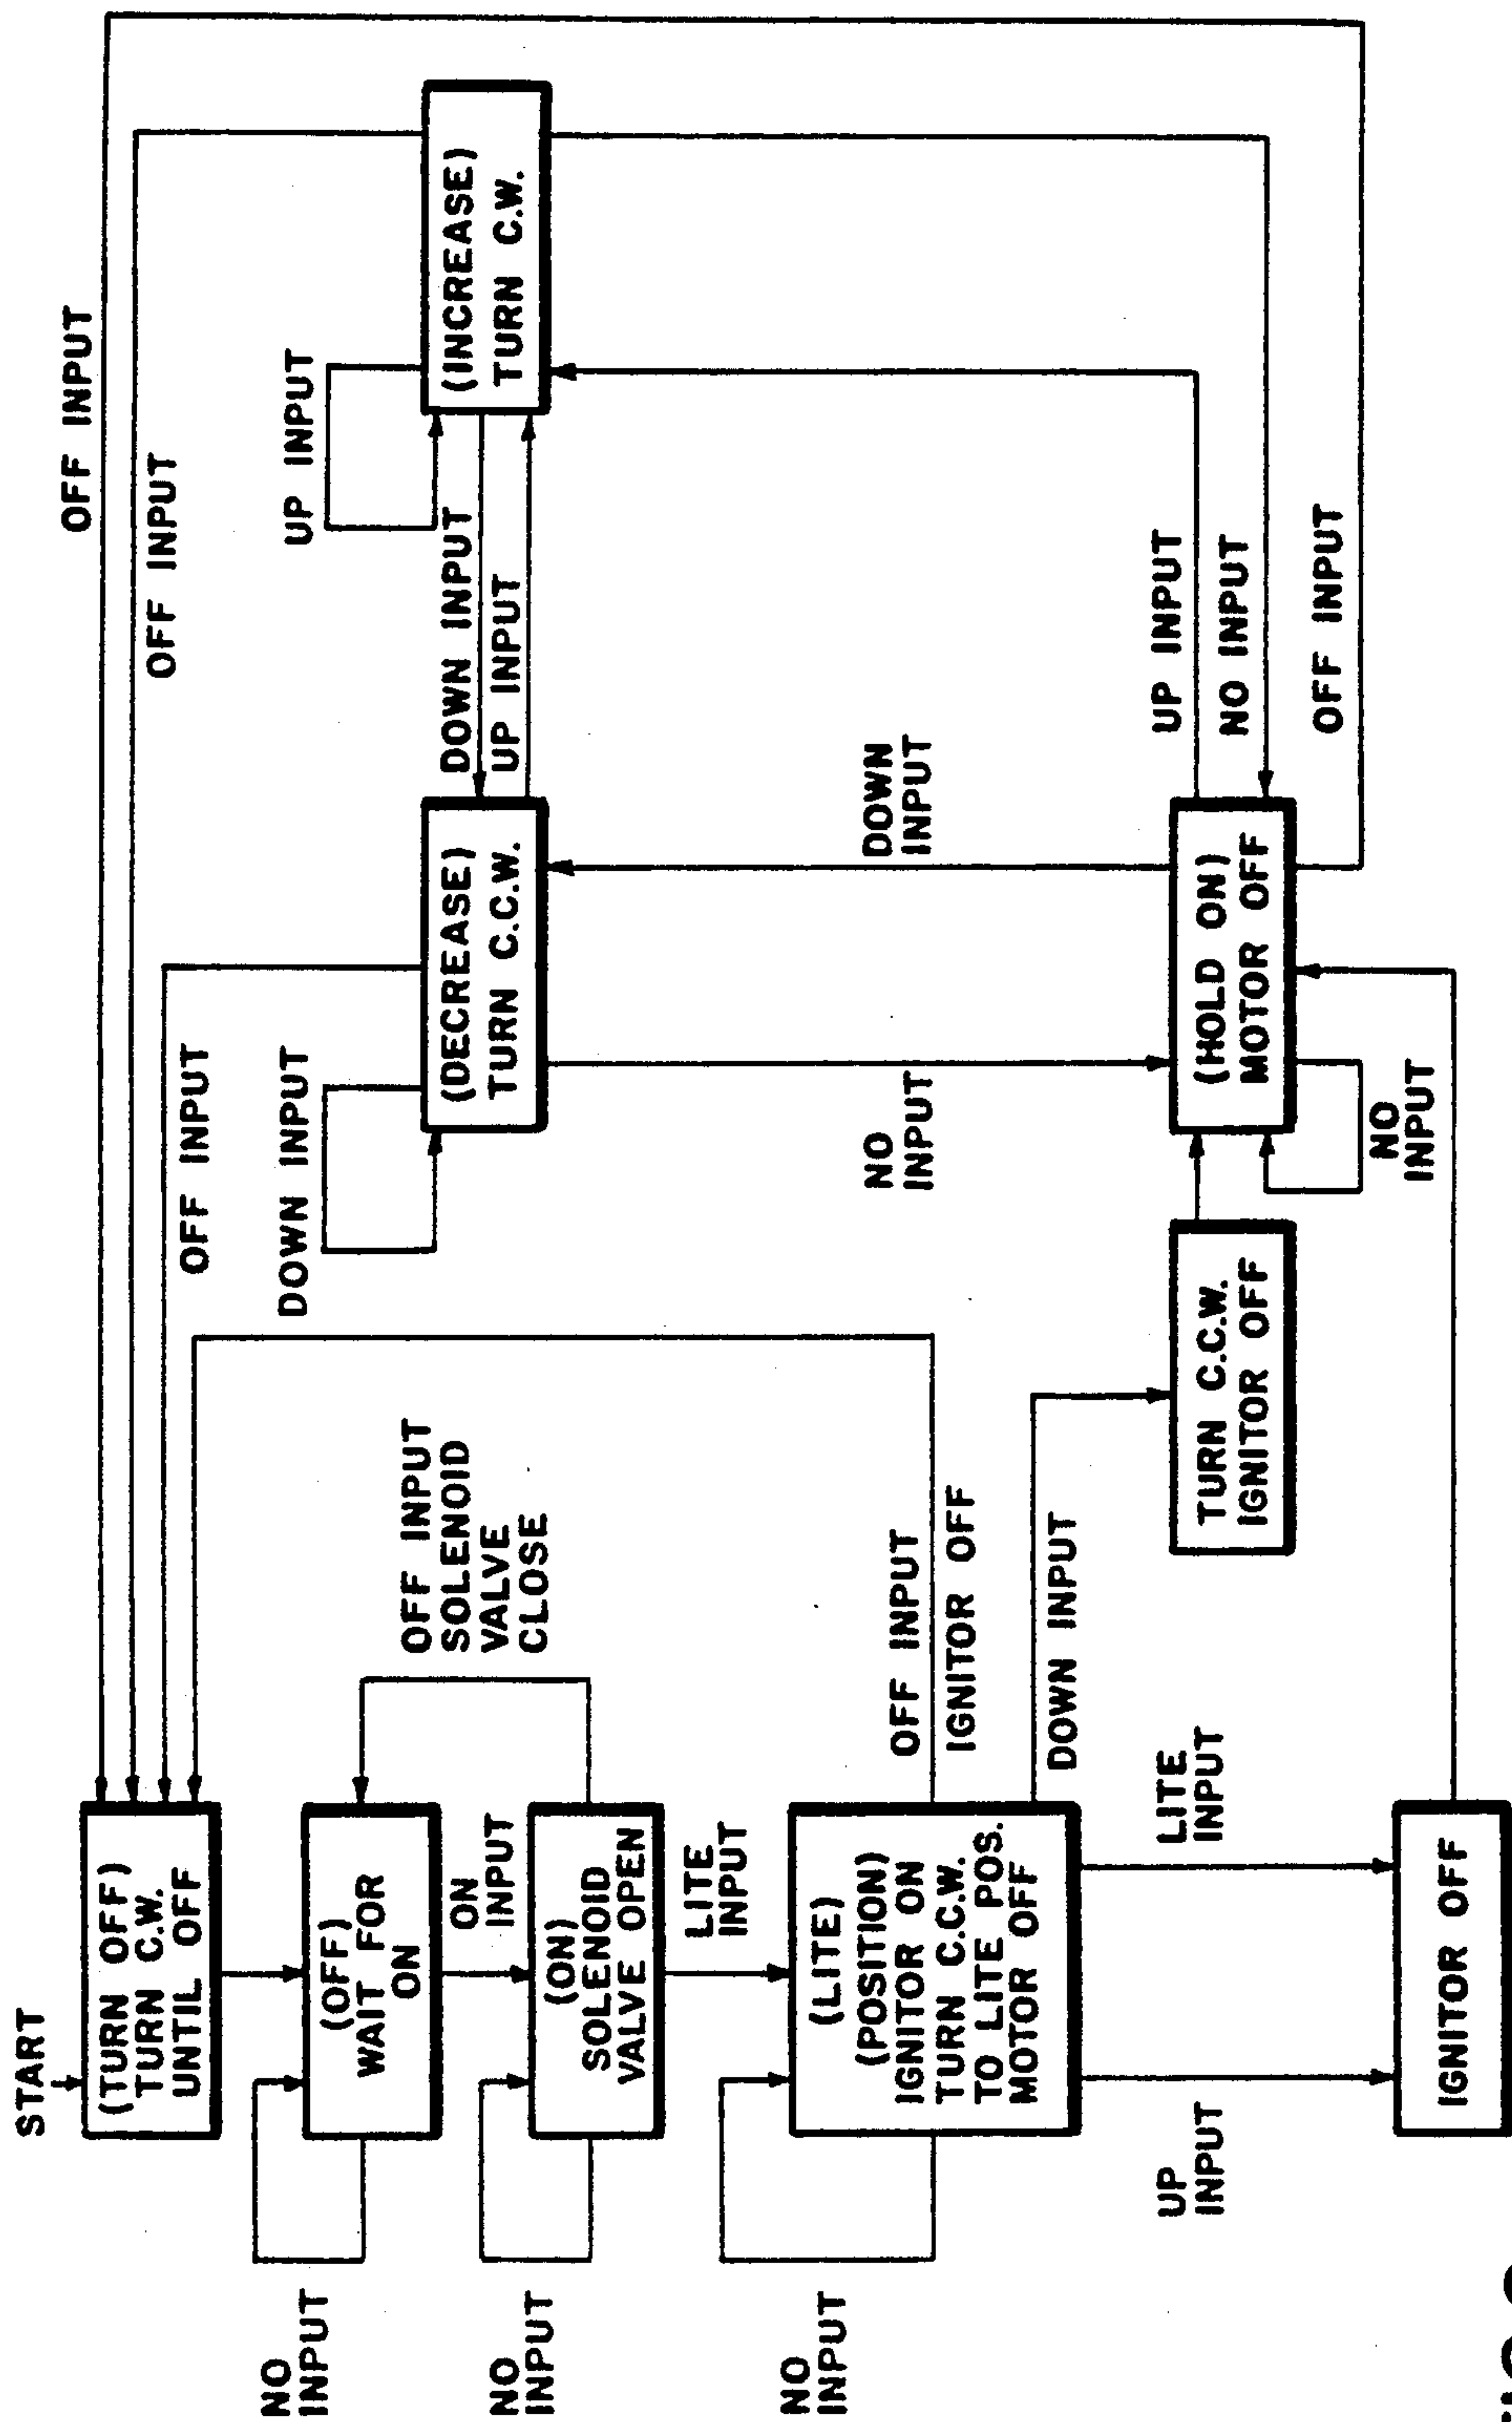 START
(TURN OFF)
TURN C.W.
UNTIL OFF
OFF INPUT
OFF INPUT
OFF INPUT
NO
INPUT
(OFF)
WAIT FOR
ON
DOWN INPUT
UP INPUT
OFF INPUT
SOLENOID
VALVE
CLOSE
ON
INPUT
(DECREASE)
TURN C.C.W.
DOWN INPUT
UP INPUT
(INCREASE)
TURN C.W.
NO
INPUT
(ON)
SOLENOID
VALVE OPEN
LITE
INPUT
NO
INPUT
(LITE)
(POSITION)
IGNITOR ON
TURN C.C.W.
TO LITE POS.
MOTOR OFF
OFF INPUT
IGNITOR OFF
DOWN INPUT
NO
INPUT
DOWN
INPUT
UP
INPUT
LITE
INPUT
TURN C.C.W.
IGNITOR OFF
(HOLD ON)
MOTOR OFF
UP INPUT
NO INPUT
OFF INPUT
NO
INPUT
IGNITOR OFF